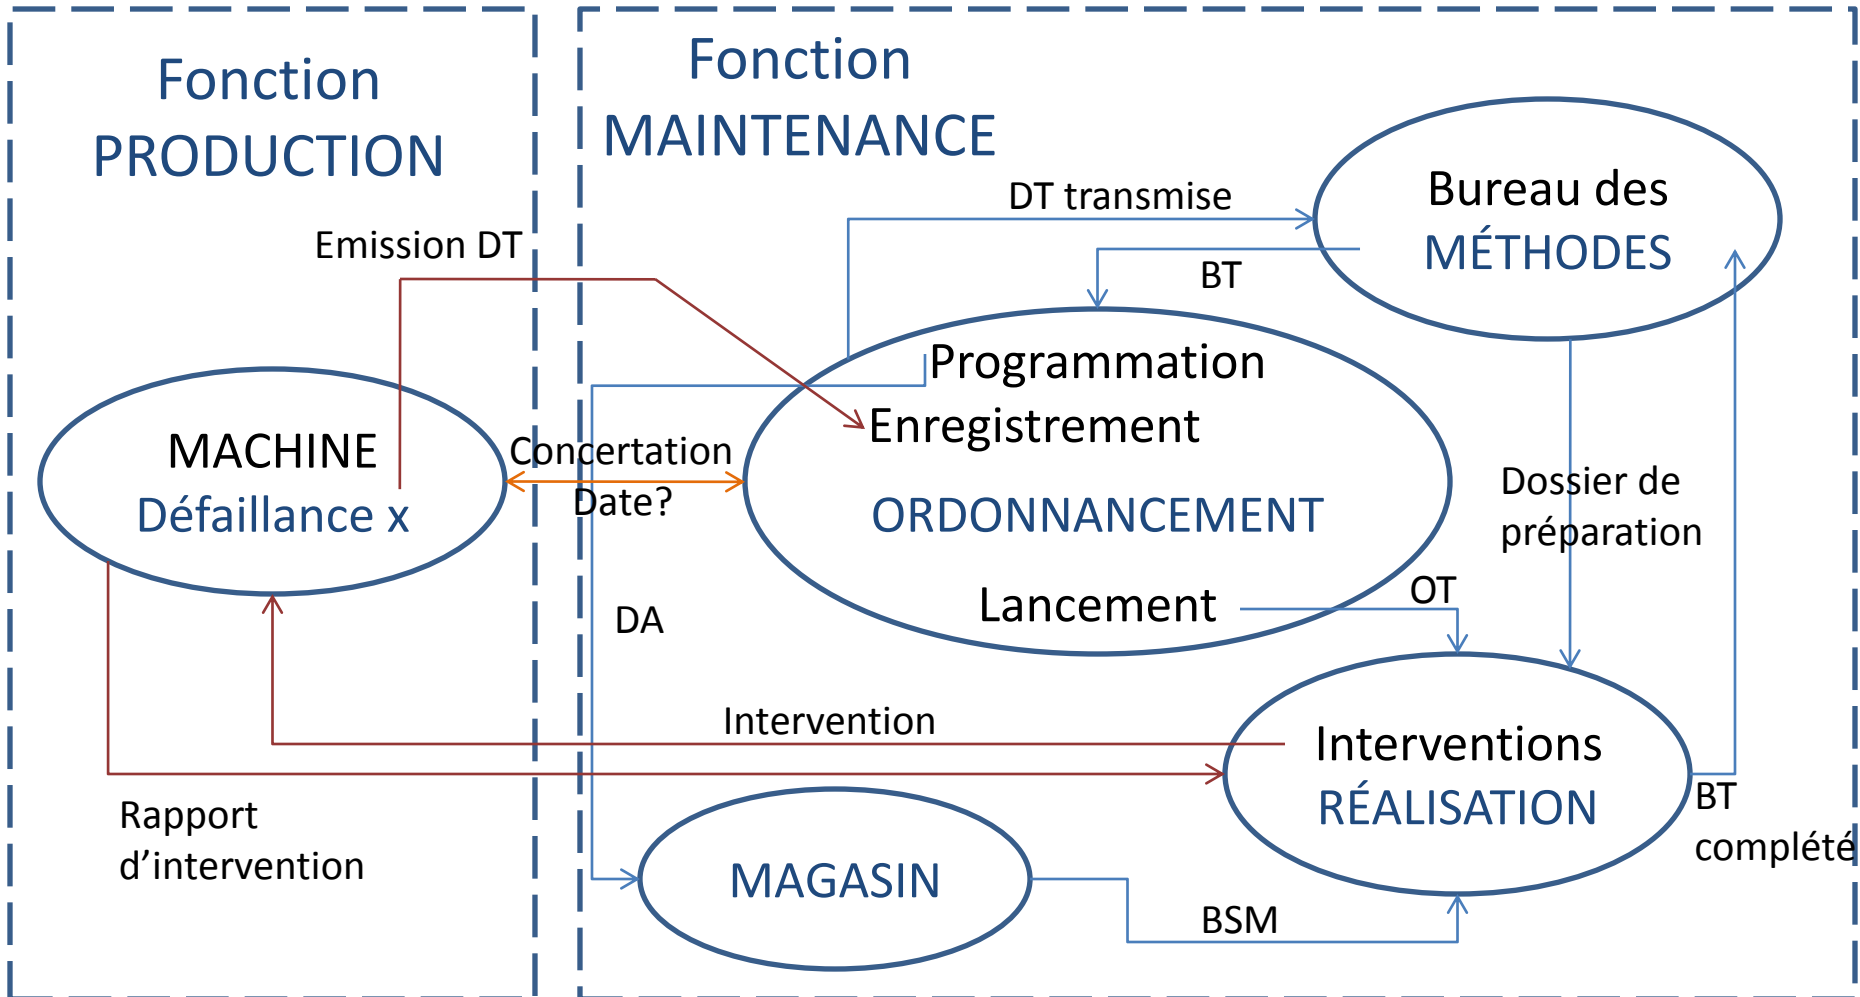 Fonction
PRODUCTION
Fonction
MAINTENANCE
Emission DT
DT transmise
Bureau des
MÉTHODES
BT
Programmation
Enregistrement
ORDONNANCEMENT
Lancement
MACHINE
Défaillance x
Concertation
Date?
Dossier de
préparation
OT
DA
Intervention
Interventions
RÉALISATION
Rapport
d’intervention
BT
complété
MAGASIN
BSM